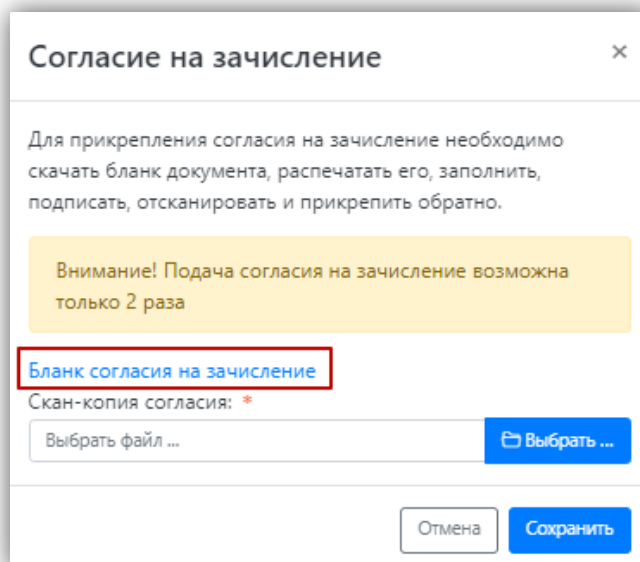 Согласие на зачисление ×
Для прикрепления согласия на зачисление необходимо
скачать бланк документа, распечатать его, заполнить,
подписать, отсканировать и прикрепить обратно.
Внимание! Подача согласия на зачисление возможна
только 2 раза
Бланк согласия на зачисление
Скан-копия согласия: *
Выбрать файл ... Выбрать ...
Отмена Сохранить